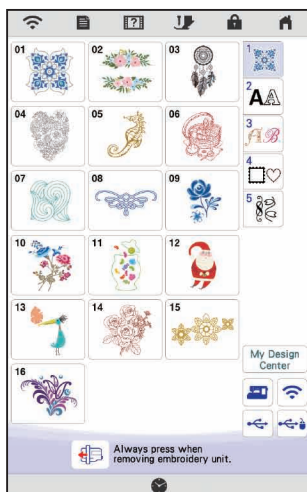 ?
01 02 03
04 05 06
07 08 09
10 11 12
13 14 15
16
1
2 AA
3 AB
4
5
My Design
Center
Always press when
removing embroidery unit.